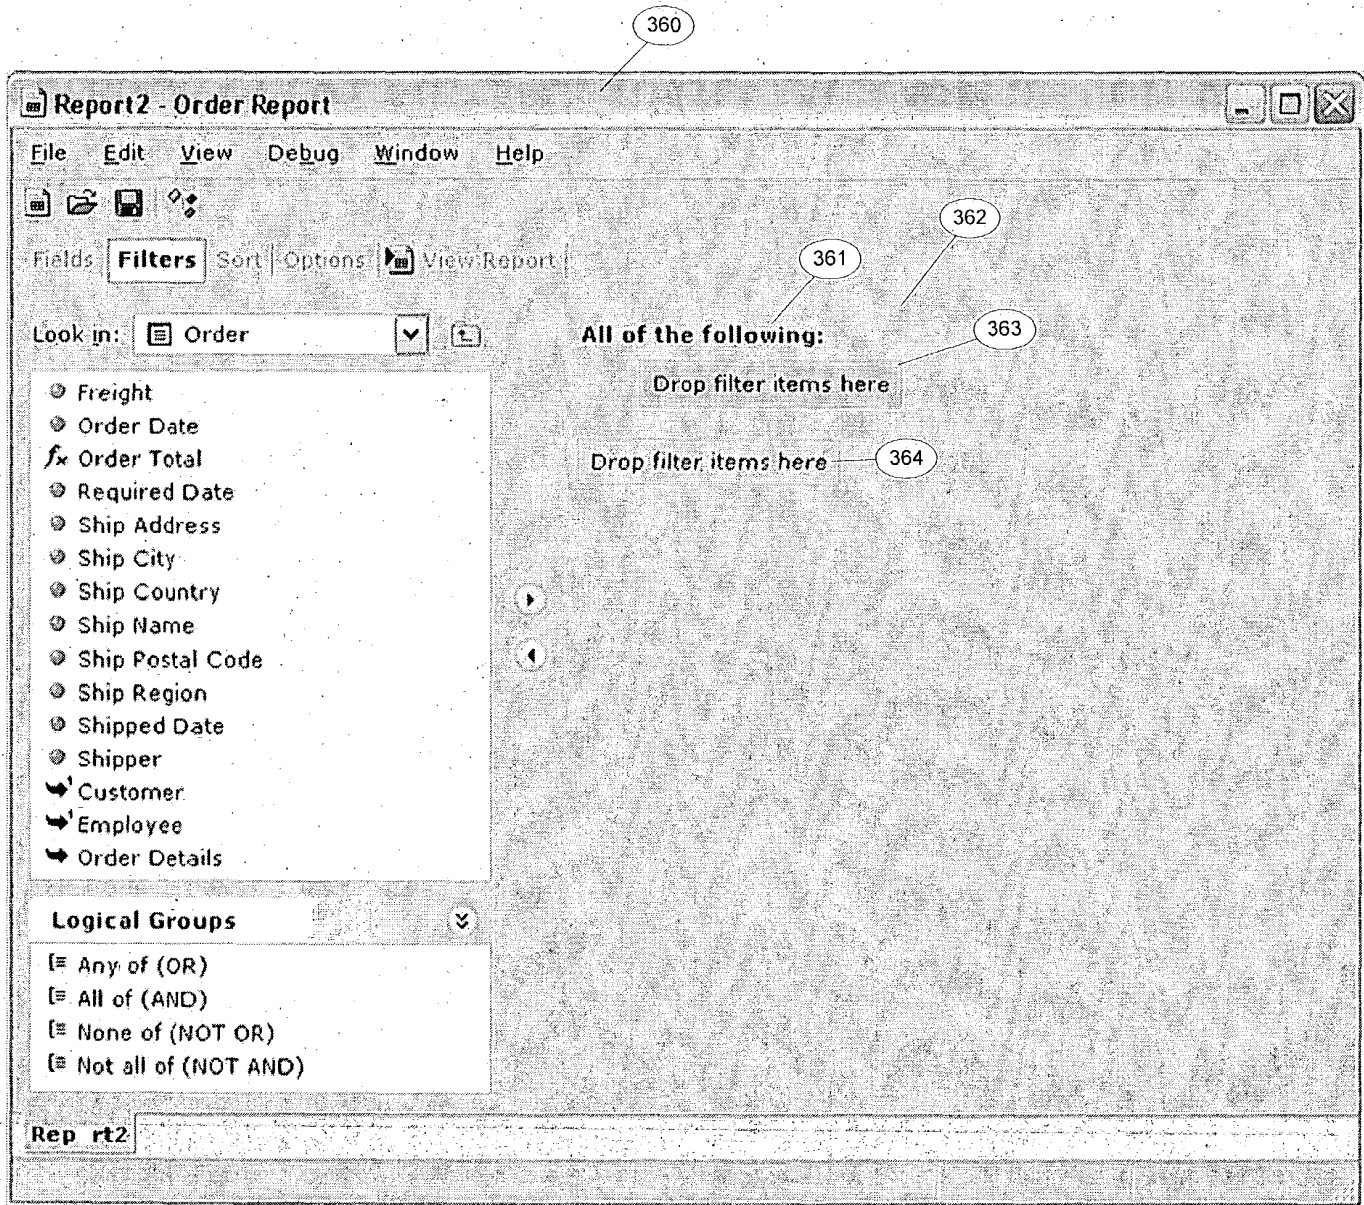 360
Report2 - Order Report
File Edit View Debug Window Help
362
Fields Filters Sort Options View Report
361
Look in: Order
All of the following:
363
Drop filter items here
Drop filter items here
364
Freight
Order Date
fx Order Total
Required Date
Ship Address
Ship City
Ship Country
Ship Name
Ship Postal Code
Ship Region
Shipped Date
Shipper
Customer
Employee
Order Details
Logical Groups
Any of (OR)
All of (AND)
None of (NOT OR)
Not all of (NOT AND)
Rep rt2